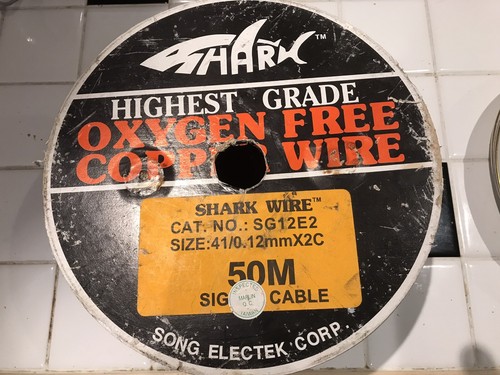 SHARK™
HIGHEST GRADE
OXYGEN FREE
COPPER WIRE
SHARK WIRE™
CAT. NO.: SG12E2
SIZE:41/0.12mmX2C
50M
CABLE
SONG ELECTEK CORP